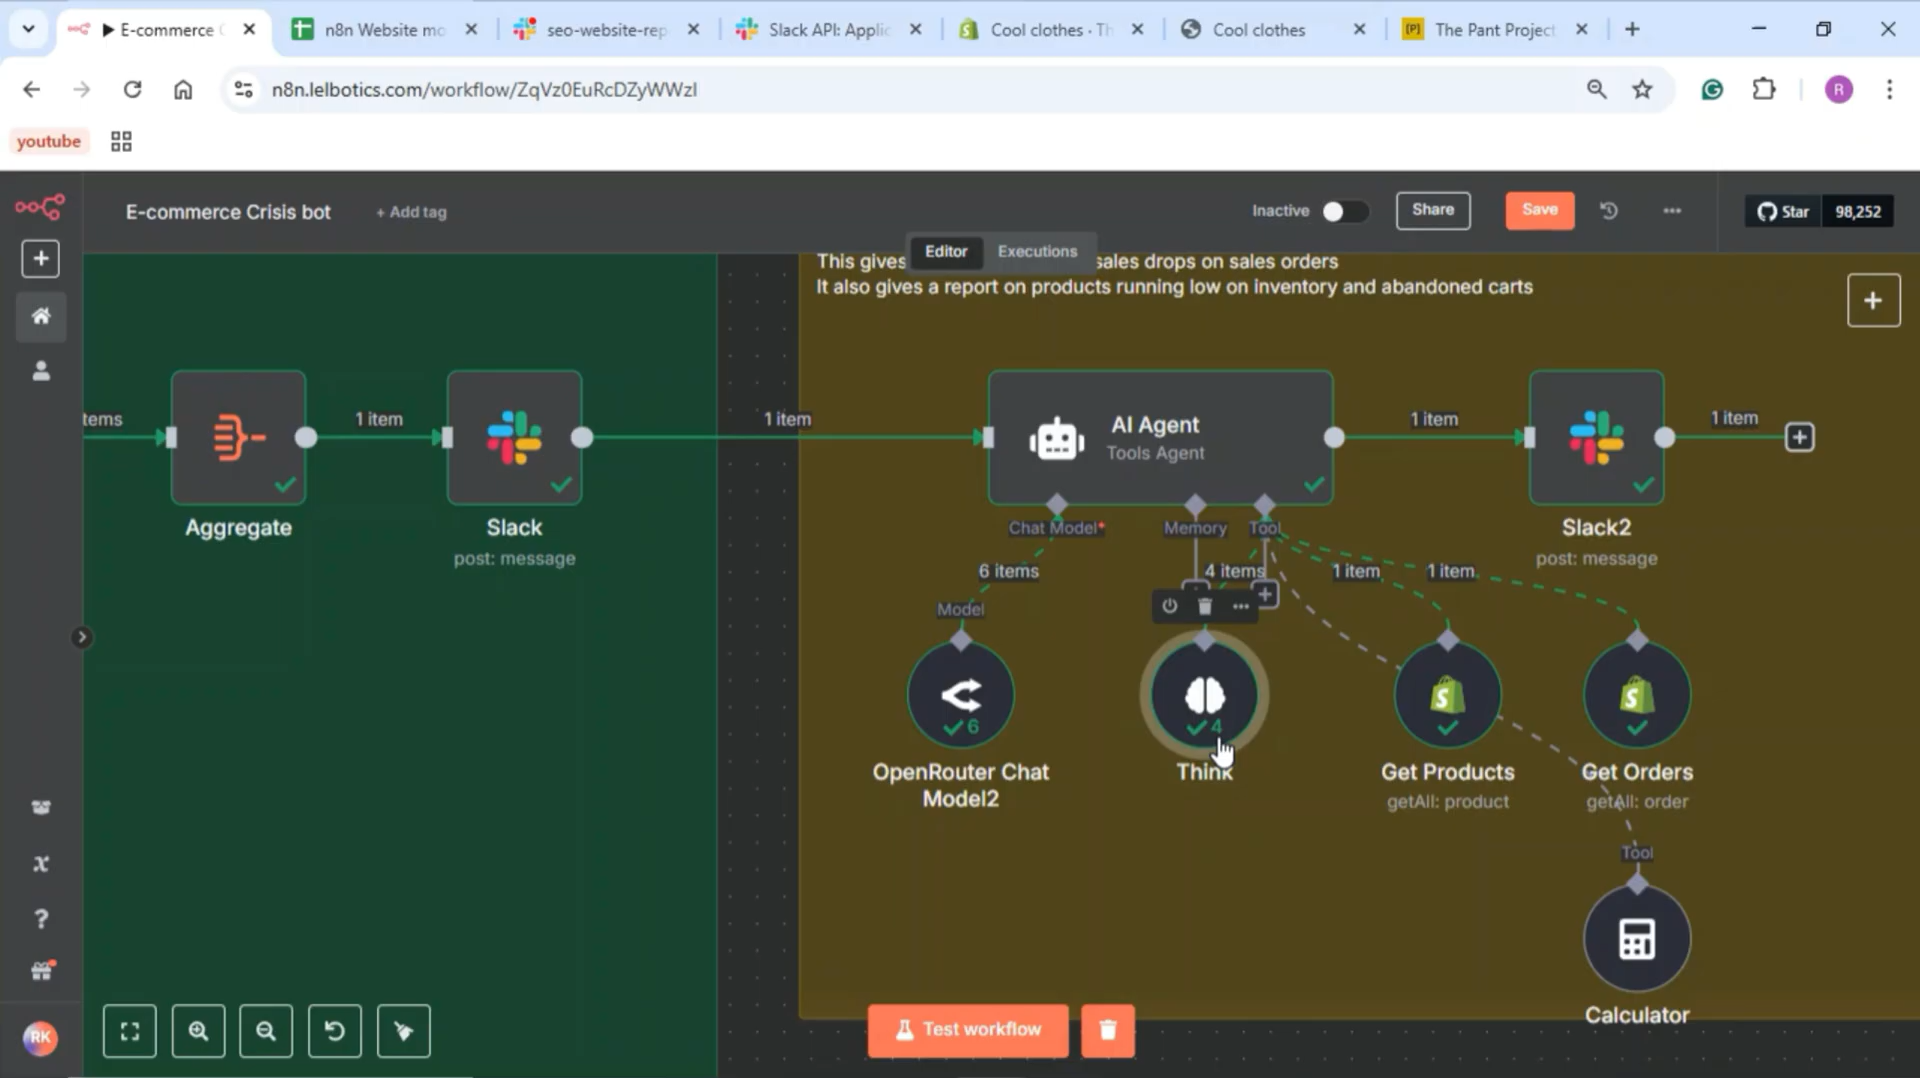 E-commerce C
n8n Website mo
seo-website-rep
Slack API: Applic
Cool clothes · Th
Cool clothes
The Pant Project
n8n.lelbotics.com/workflow/ZqVz0EuRcDZyWWzI
R
youtube
E-commerce Crisis bot
+ Add tag
Inactive
Share
Save
Star
98,252
Editor
Executions
This gives
sales drops on sales orders
It also gives a report on products running low on inventory and abandoned carts
tems
1 item
1 item
1 item
1 item
AI Agent
Tools Agent
Aggregate
Slack
post: message
Chat Model*
Memory
Tool
Slack2
post: message
6 items
4 items
1 item
1 item
Model
6
4
OpenRouter Chat
Model2
Think
Get Products
getAll: product
Get Orders
getAll: order
Tool
Calculator
RK
Test workflow